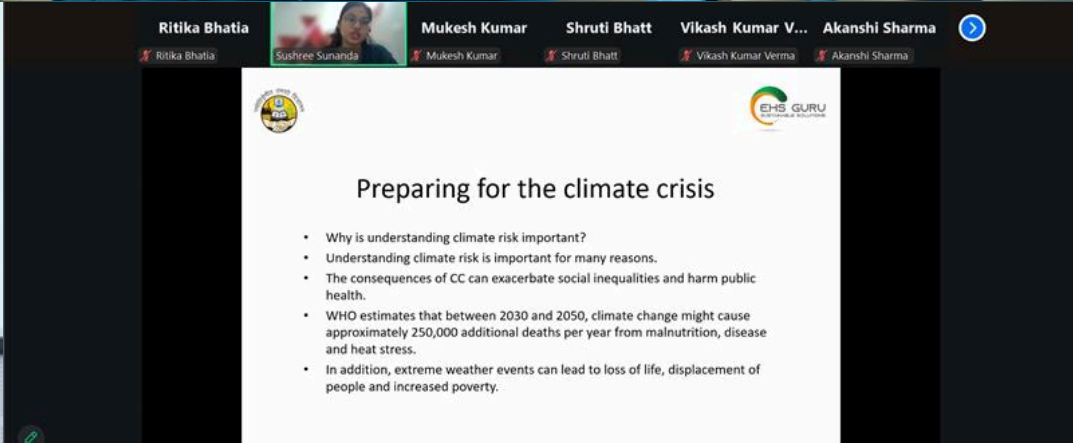 Ritika Bhatia
Mukesh Kumar
Shruti Bhatt
Vikash Kumar V...
Akanshi Sharma
Ritika Bhatia
Sushree Sunanda
Mukesh Kumar
Shruti Bhatt
Vikash Kumar Verma
Akanshi Sharma
EHS GURU
SUSTAINABLE SOLUTIONS
Preparing for the climate crisis
• Why is understanding climate risk important?
• Understanding climate risk is important for many reasons.
• The consequences of CC can exacerbate social inequalities and harm public
health.
• WHO estimates that between 2030 and 2050, climate change might cause
approximately 250,000 additional deaths per year from malnutrition, disease
and heat stress.
• In addition, extreme weather events can lead to loss of life, displacement of
people and increased poverty.